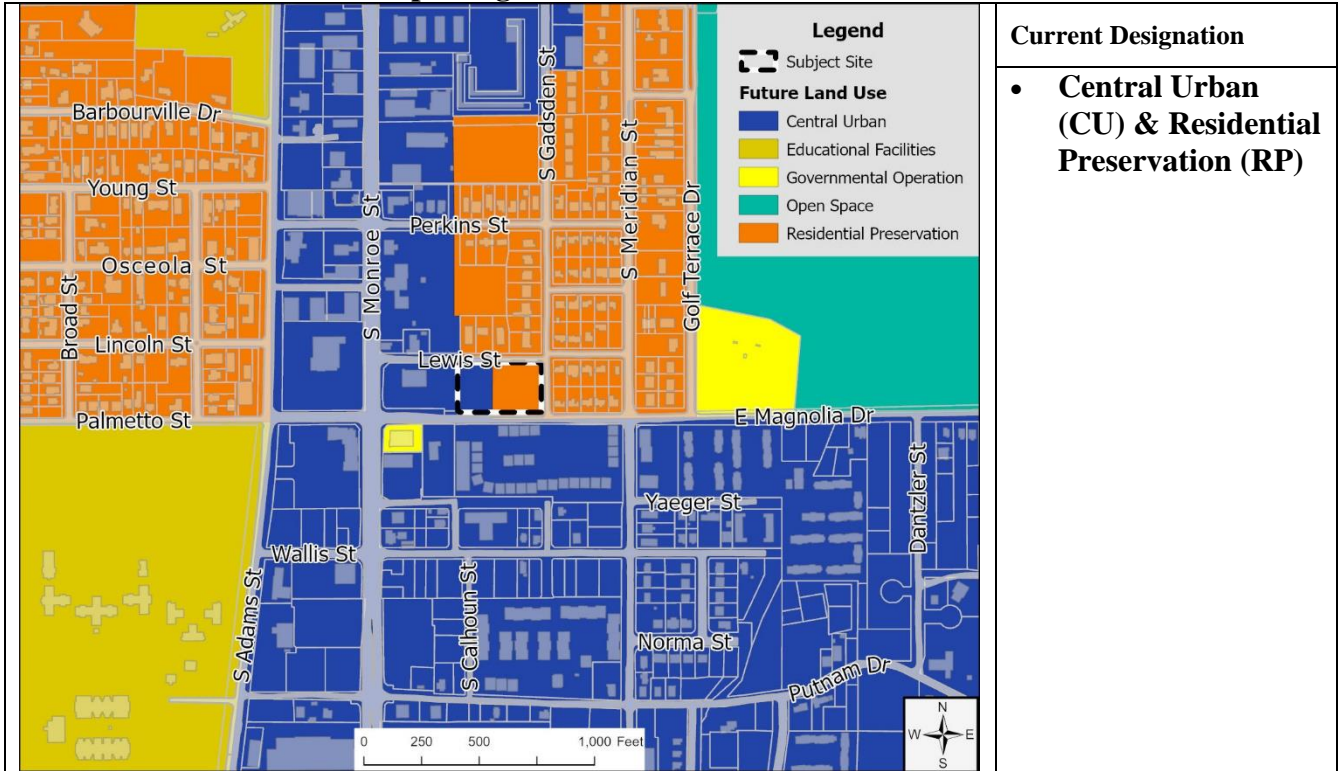 Legend
Subject Site
Future Land Use
Central Urban
Educational Facilities
Governmental Operation
Open Space
Residential Preservation
Barbourville Dr
Young St
Osceola St
Broad St
Lincoln St
Palmetto St
S Monroe St
Perkins St
S Gadsden St
S Meridian St
Golf Terrace Dr
Lewis St
E Magnolia Dr
Yaeger St
Dantzler St
Wallis St
S Adams St
S Calhoun St
Norma St
Putnam Dr
0 250 500 1,000 Feet
N
W E
S
Current Designation
• Central Urban
(CU) & Residential
Preservation (RP)